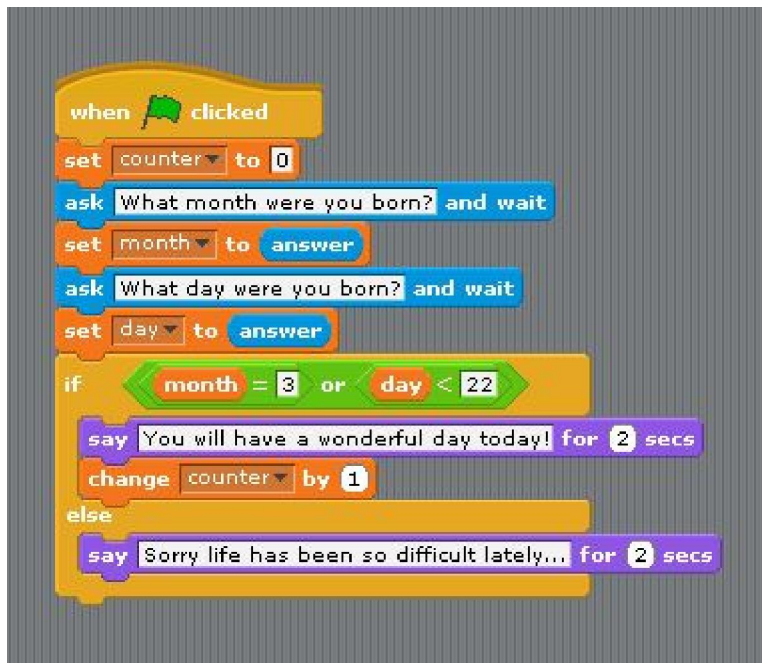 when clicked
set counter to 0
ask What month were you born? and wait
set month to answer
ask What day were you born? and wait
set day to answer
if month = 3 or day < 22
say You will have a wonderful day today! for 2 secs
change counter by 1
else
say Sorry life has been so difficult lately... for 2 secs